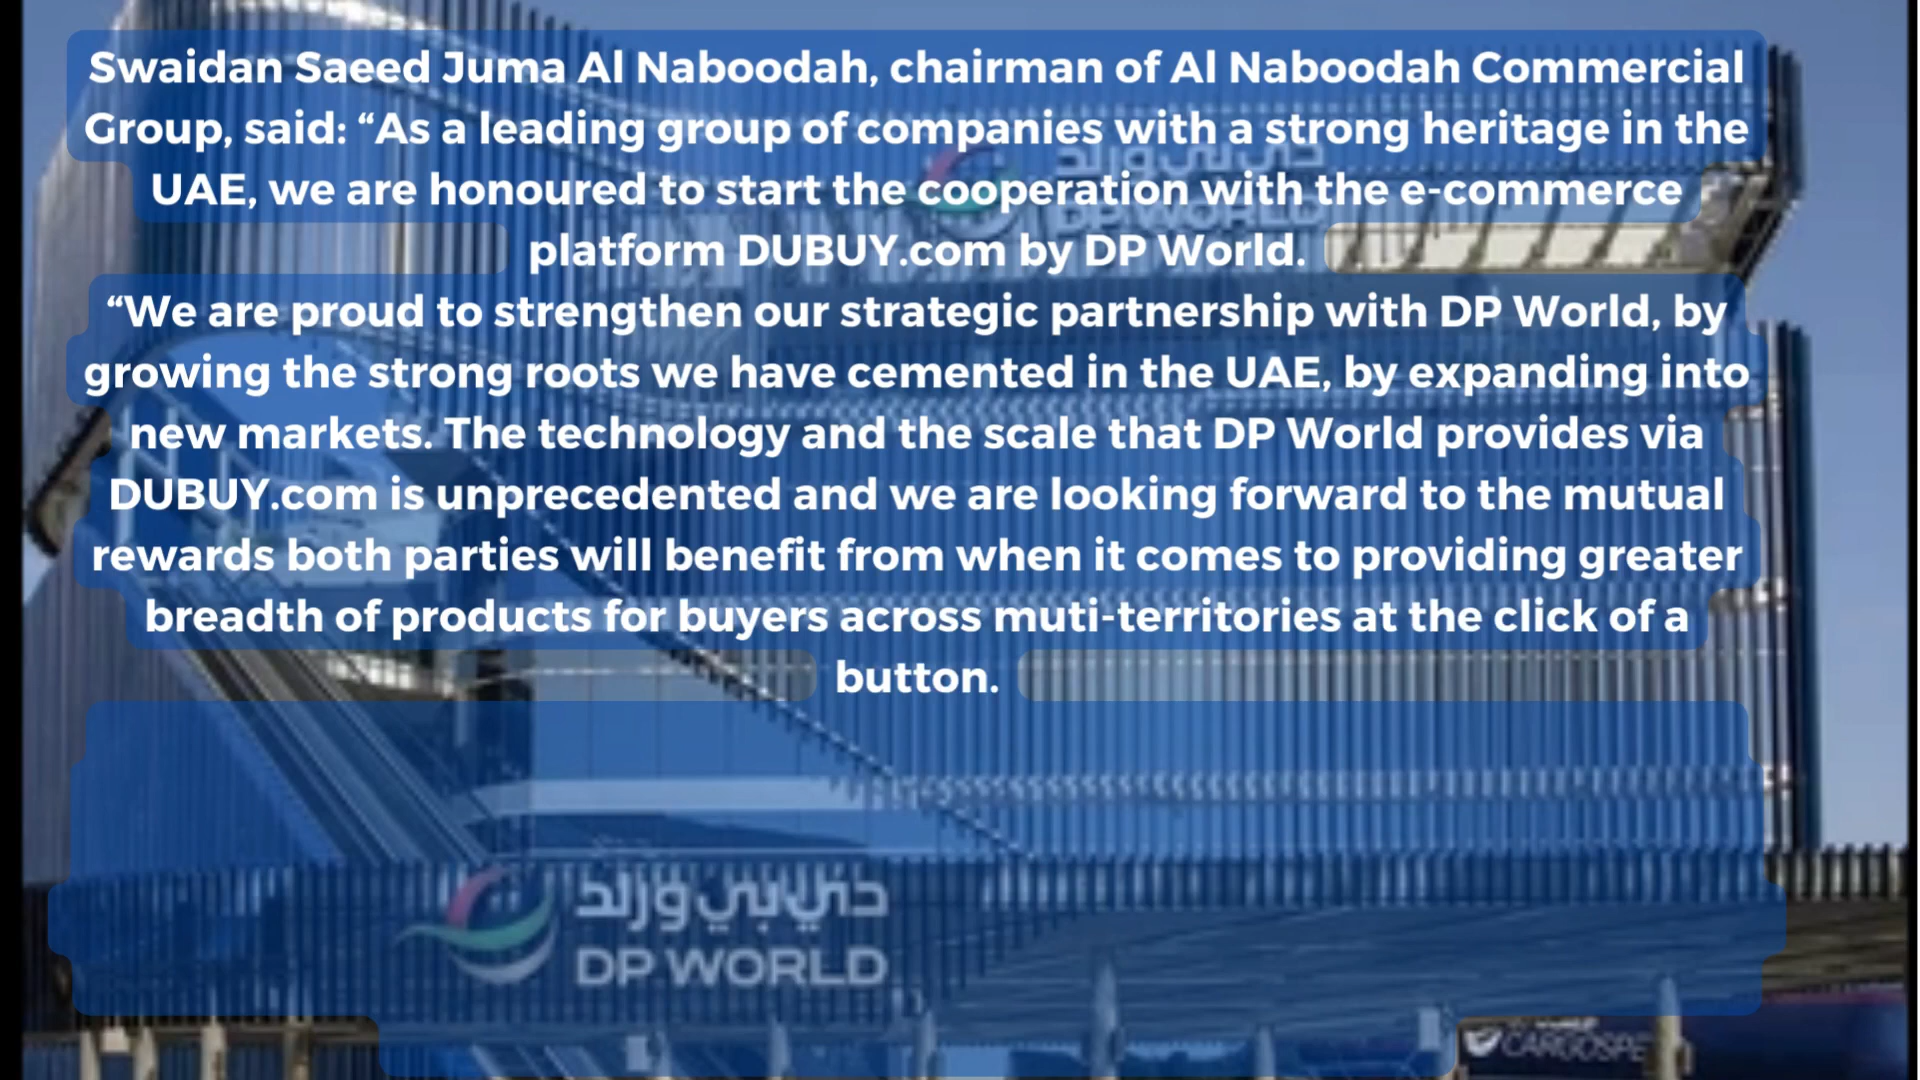 Swaidan Saeed Juma Al Naboodah, chairman of Al Naboodah Commercial
Group, said: “As a leading group of companies with a strong heritage in the
UAE, we are honoured to start the cooperation with the e-commerce
platform DUBUY.com by DP World.
“We are proud to strengthen our strategic partnership with DP World, by
growing the strong roots we have cemented in the UAE, by expanding into
new markets. The technology and the scale that DP World provides via
DUBUY.com is unprecedented and we are looking forward to the mutual
rewards both parties will benefit from when it comes to providing greater
breadth of products for buyers across muti-territories at the click of a
button.
دي بي ورلد
DP WORLD
دي بي ورلد
DP WORLD